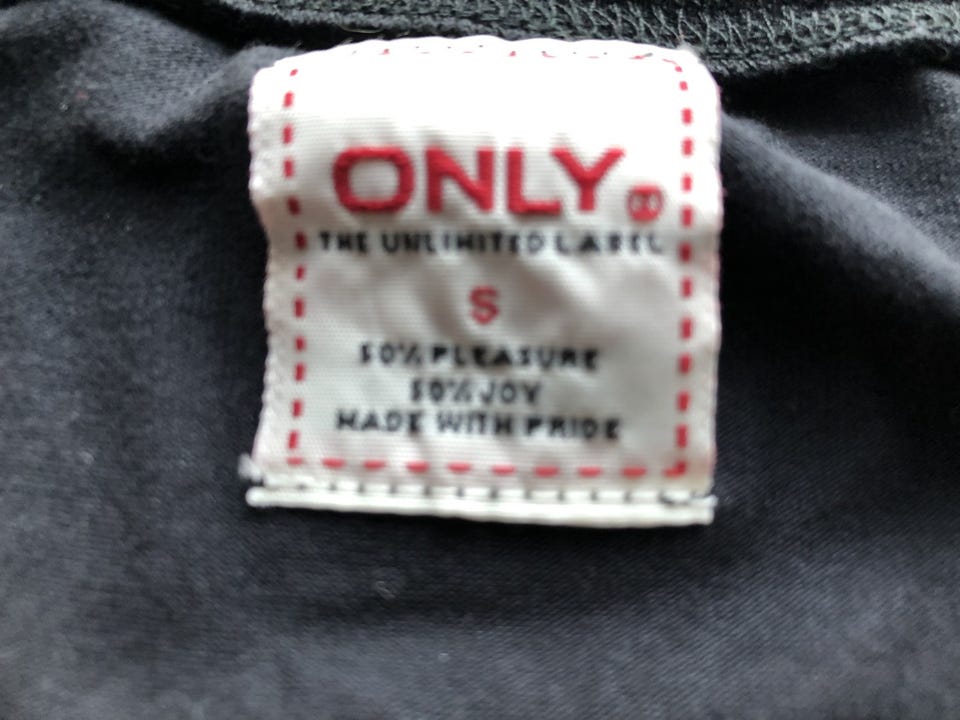 ONLY
THE UNLIMITED LABEL
S
50% PLEASURE
50% JOY
MADE WITH PRIDE